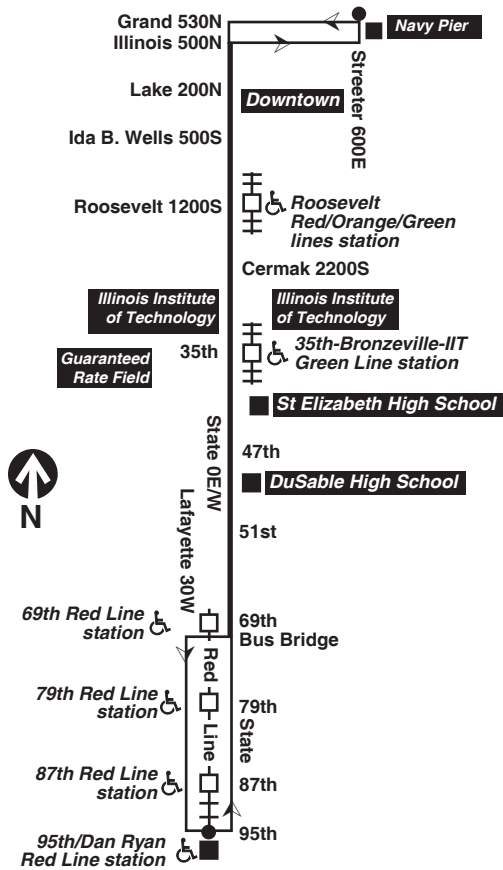 Grand 530N
Illinois 500N
Navy Pier
Streeter 600E
Lake 200N
Downtown
Ida B. Wells 500S
Roosevelt 1200S
Roosevelt
Red/Orange/Green
lines station
Cermak 2200S
Illinois Institute
of Technology
Illinois Institute
of Technology
Guaranteed
Rate Field
35th
35th-Bronzeville-IIT
Green Line station
St Elizabeth High School
State 0E/W
47th
DuSable High School
N
Lafayette 30W
51st
69th Red Line
station
69th
Bus Bridge
Red
Line
79th Red Line
station
79th
State
87th Red Line
station
87th
95th
95th/Dan Ryan
Red Line station